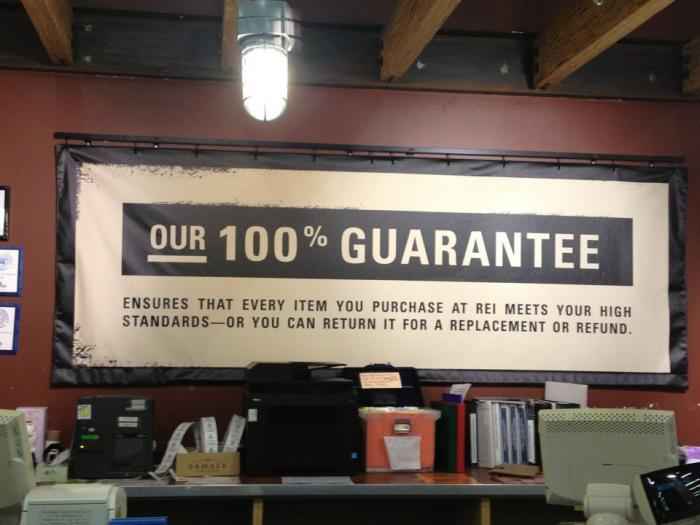 OUR 100% GUARANTEE
ENSURES THAT EVERY ITEM YOU PURCHASE AT REI MEETS YOUR HIGH
STANDARDS—OR YOU CAN RETURN IT FOR A REPLACEMENT OR REFUND.
SAHALE